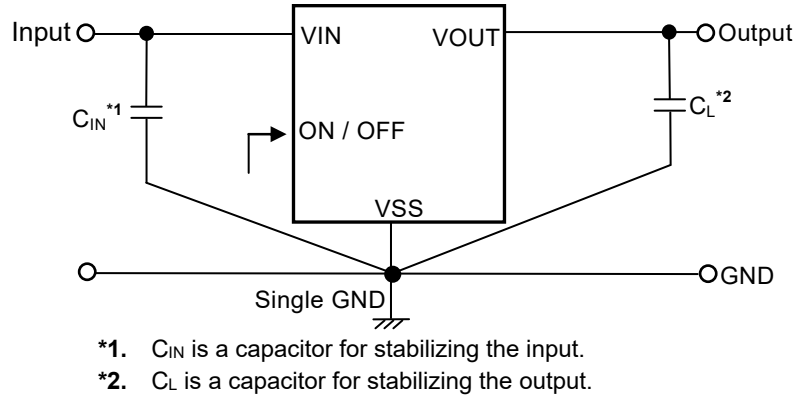 Input
VIN
VOUT
Output
CIN*1
CL*2
ON / OFF
VSS
GND
Single GND
*1. CIN is a capacitor for stabilizing the input.
*2. CL is a capacitor for stabilizing the output.